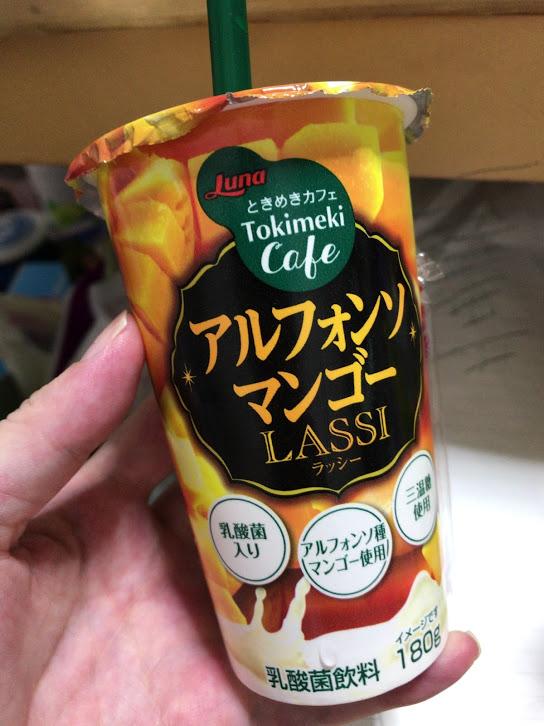 Luna
ときめきカフェ
Tokimeki
Cafe
アルフォンソ
マンゴー
LASSI
ラッシー
乳酸菌
入り
アルフォンソ種
マンゴー使用
三温糖
使用
イメージです
180g
乳酸菌飲料